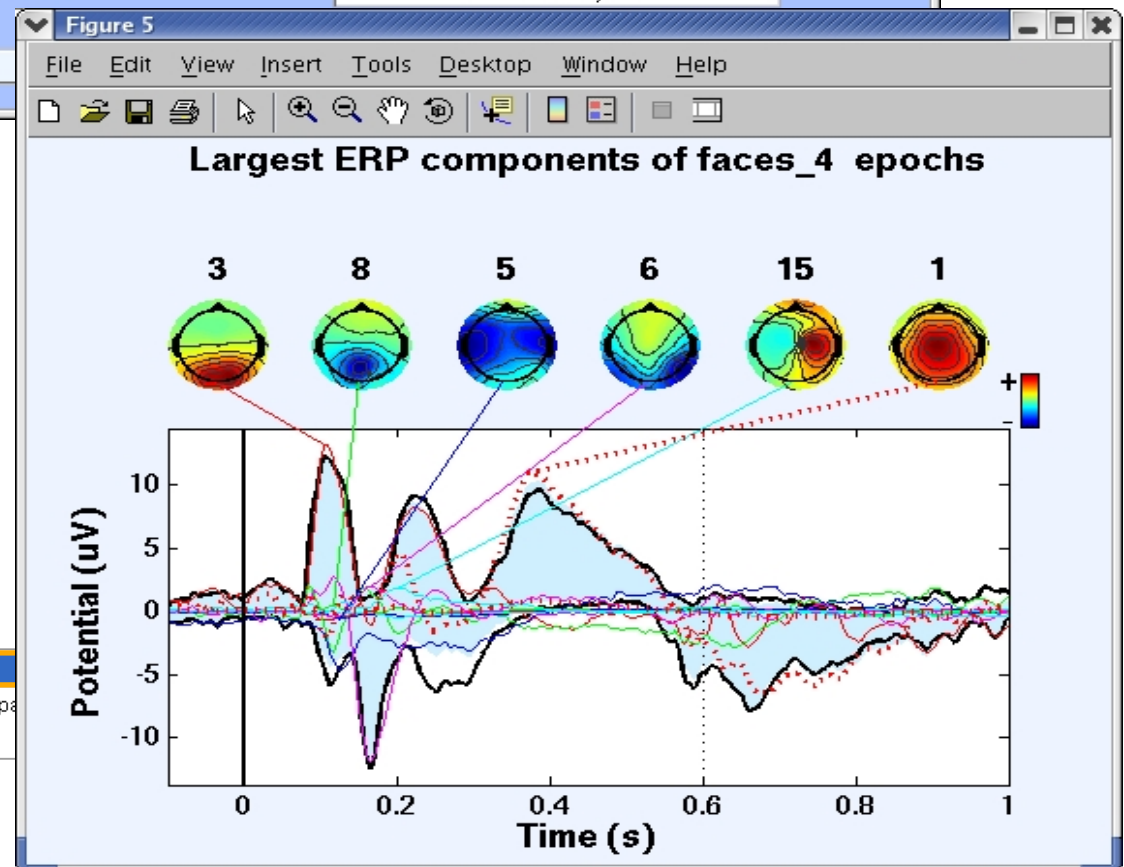 Figure 5
File Edit View Insert Tools Desktop Window Help
Largest ERP components of faces_4 epochs
3 8 5 6 15 1
+
-
10
5
0
-5
-10
Potential (uV)
0 0.2 0.4 0.6 0.8 1
Time (s)
pa